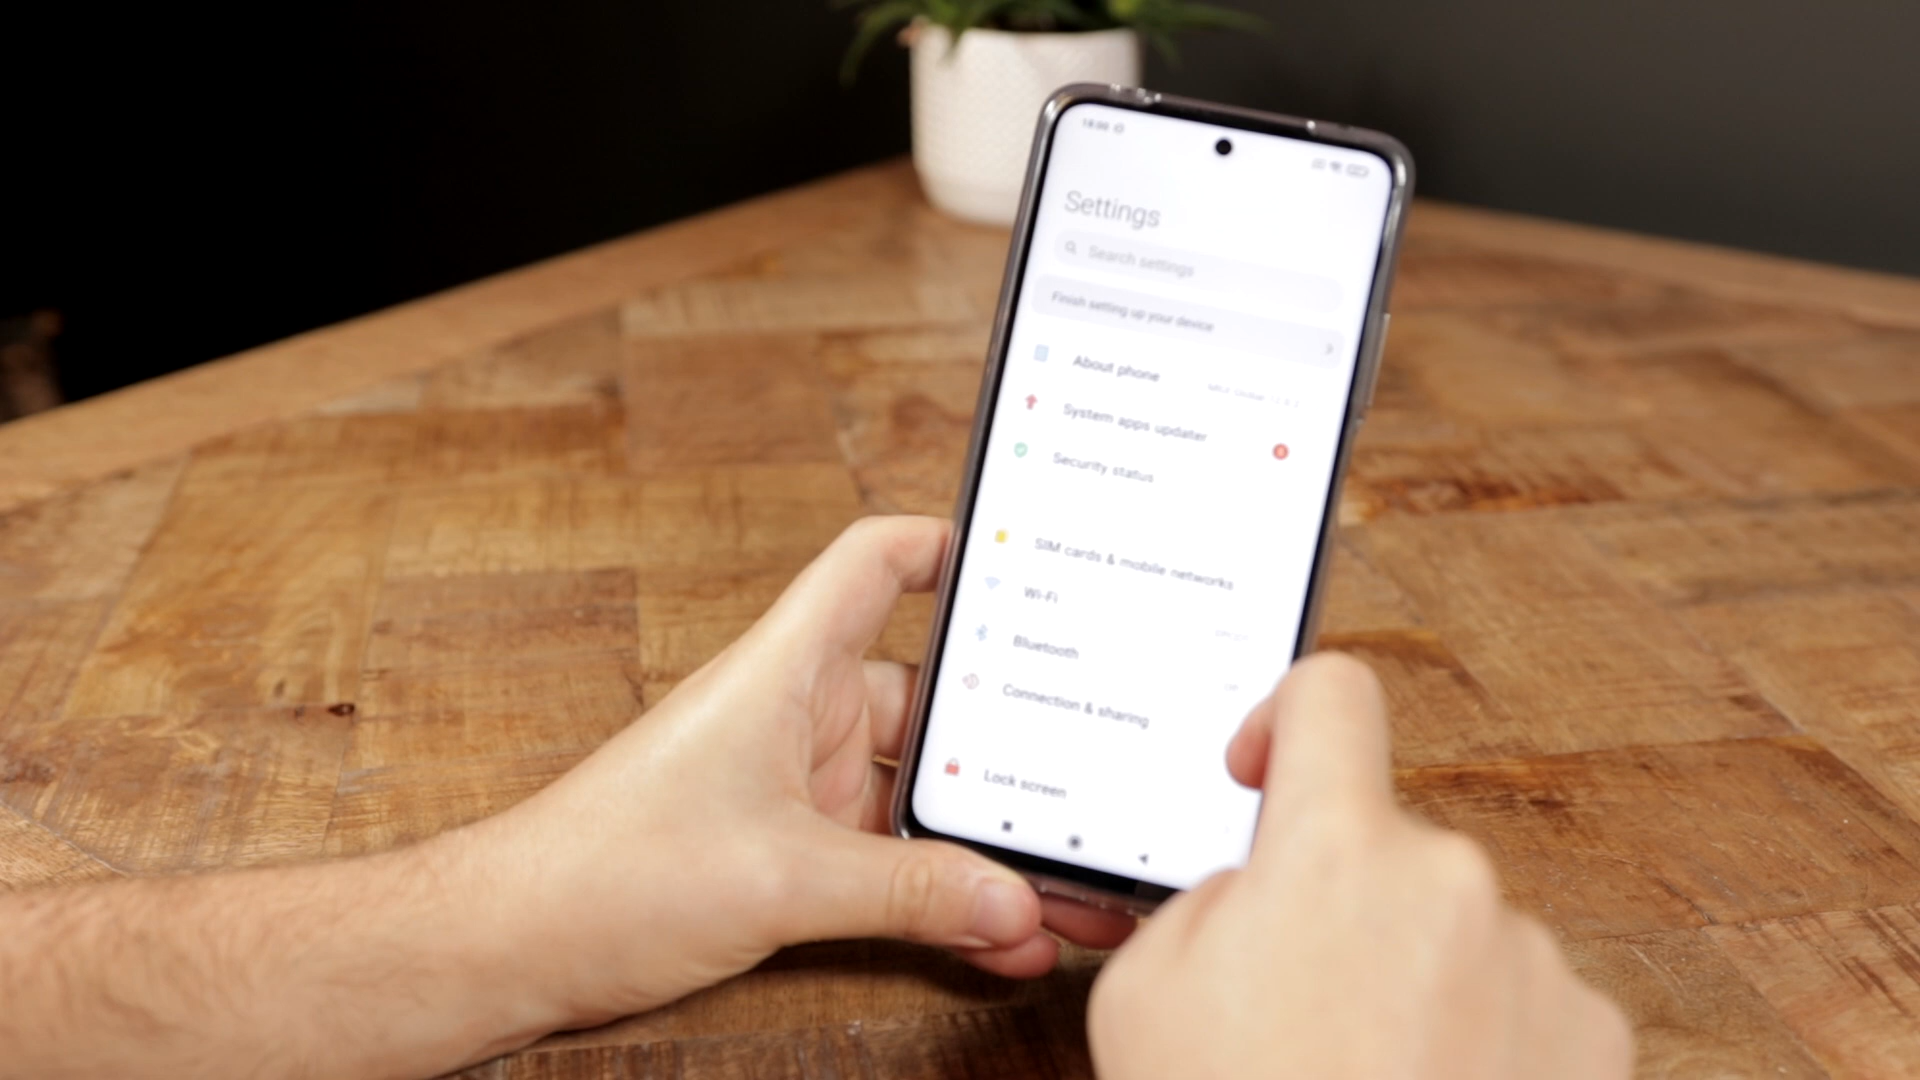 Settings
Search settings
Finish setting up your device
About phone
System apps updater
Security status
SIM cards & mobile networks
Wi-Fi
Bluetooth
Connection & sharing
Lock screen